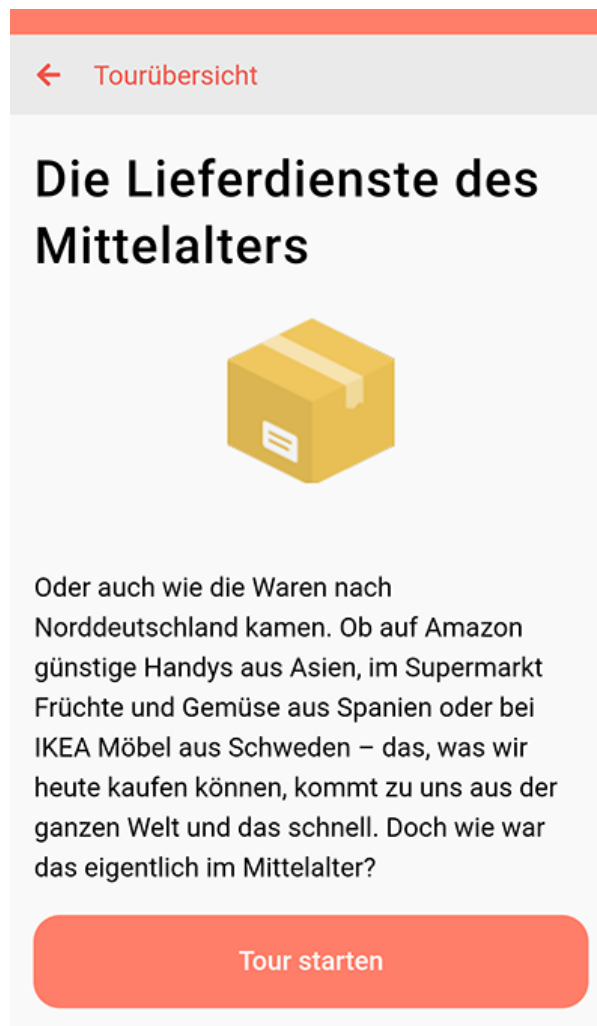 Tourübersicht
Die Lieferdienste des
Mittelalters
Oder auch wie die Waren nach
Norddeutschland kamen. Ob auf Amazon
günstige Handys aus Asien, im Supermarkt
Früchte und Gemüse aus Spanien oder bei
IKEA Möbel aus Schweden – das, was wir
heute kaufen können, kommt zu uns aus der
ganzen Welt und das schnell. Doch wie war
das eigentlich im Mittelalter?
Tour starten